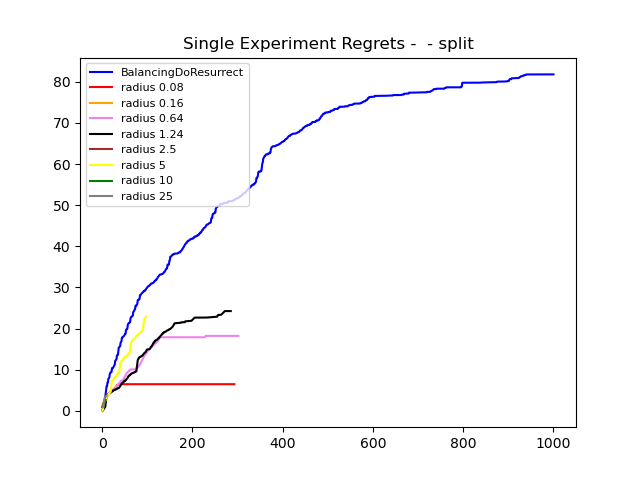 Single Experiment Regrets -  - split
BalancingDoResurrect
radius 0.08
radius 0.16
radius 0.64
radius 1.24
radius 2.5
radius 5
radius 10
radius 25
80
70
60
50
40
30
20
10
0
0 200 400 600 800 1000